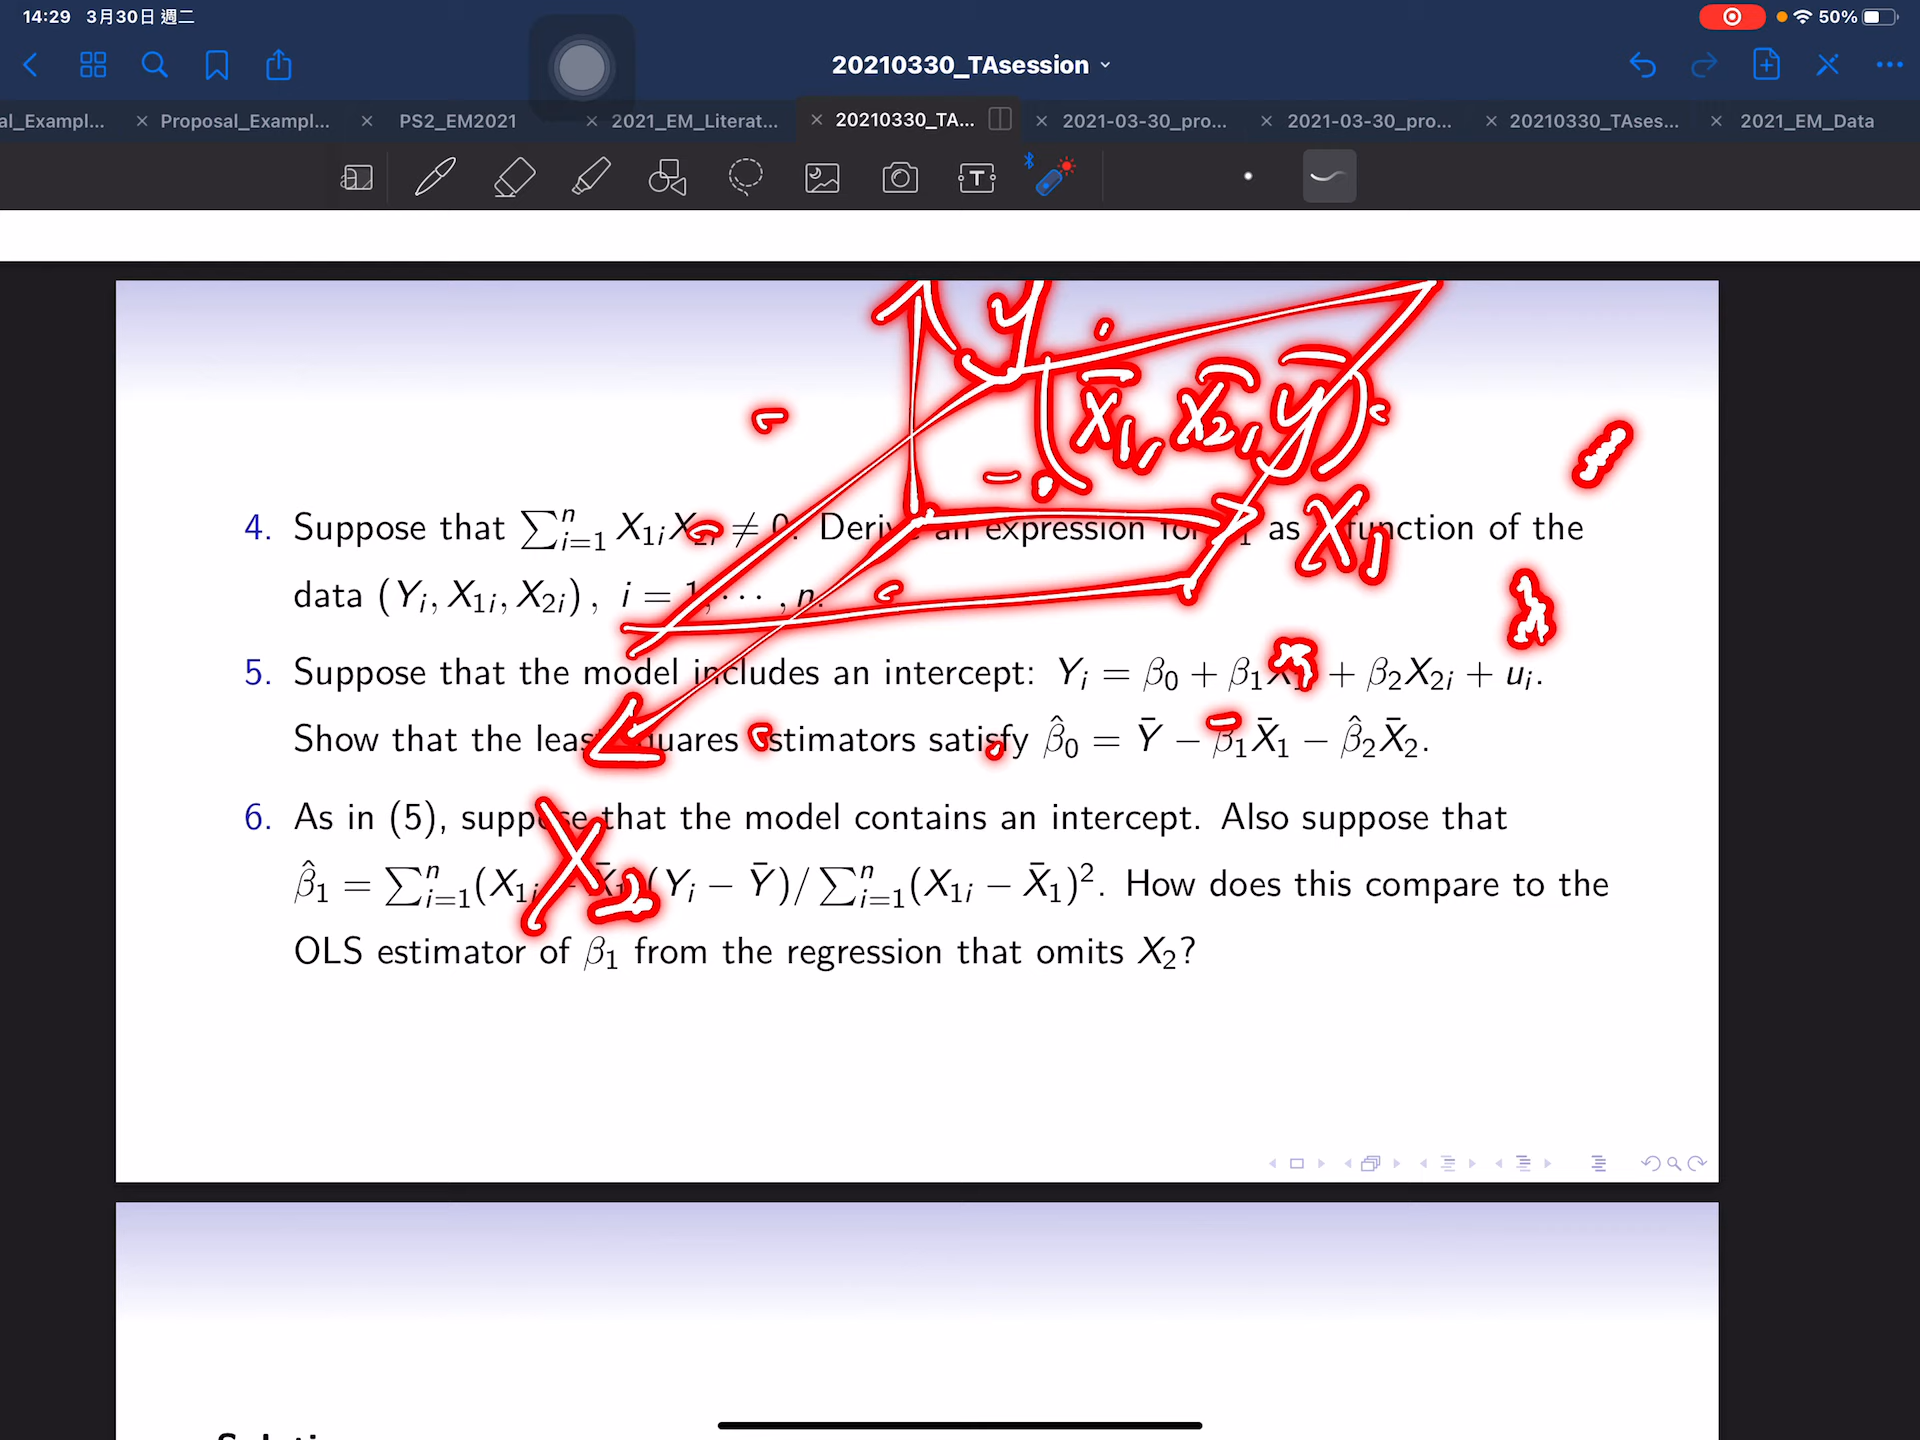 14:29 3月30日 週二 50%
20210330_TAsession
al_Exampl... Proposal_Exampl... PS2_EM2021 2021_EM_Literat... 20210330_TA... 2021-03-30_pro... 2021-03-30_pro... 20210330_TAses... 2021_EM_Data
y
(X̄₁, X̄₂, ȳ)
4. Suppose that ∑ⁿᵢ₌₁ X₁ᵢX₂ᵢ ≠ 0. Derive an expression for β̂₁ as a function of the
X₁
data (Yᵢ, X₁ᵢ, X₂ᵢ), i = 1, ⋯ , n.
5. Suppose that the model includes an intercept: Yᵢ = β₀ + β₁X₁ᵢ + β₂X₂ᵢ + uᵢ.
Show that the least squares estimators satisfy β̂₀ = Ȳ − β̂₁X̄₁ − β̂₂X̄₂.
6. As in (5), suppose that the model contains an intercept. Also suppose that
X₂
β̂₁ = ∑ⁿᵢ₌₁(X₁ᵢ − X̄₁)(Yᵢ − Ȳ)/∑ⁿᵢ₌₁(X₁ᵢ − X̄₁)². How does this compare to the
OLS estimator of β₁ from the regression that omits X₂?